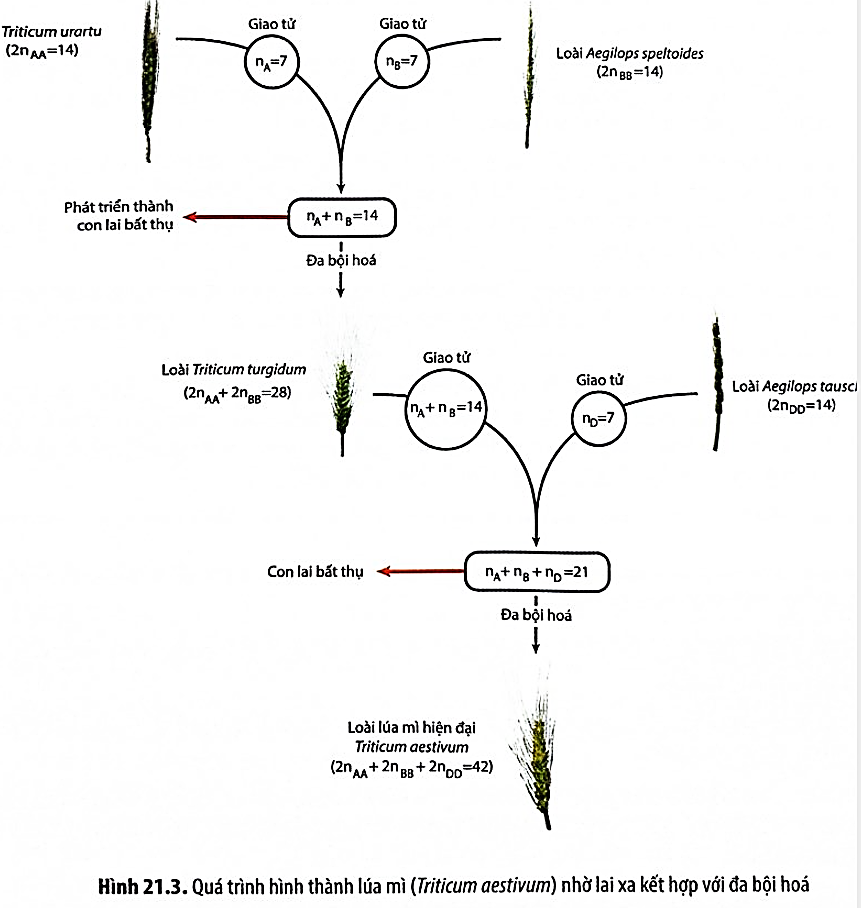 Triticum urartu
(2nAA=14)
Giao tử
nA=7
Giao tử
nB=7
Loài Aegilops speltoides
(2nBB=14)
Phát triển thành
con lai bất thụ
nA+ nB=14
Đa bội hoá
Loài Triticum turgidum
(2nAA+ 2nBB=28)
Giao tử
nA+ nB=14
Giao tử
nD=7
Loài Aegilops tausc
(2nDD=14)
Con lai bất thụ
nA+ nB + nD=21
Đa bội hoá
Loài lúa mì hiện đại
Triticum aestivum
(2nAA+ 2nBB + 2nDD=42)
Hình 21.3. Quá trình hình thành lúa mì (Triticum aestivum) nhờ lai xa kết hợp với đa bội hoá